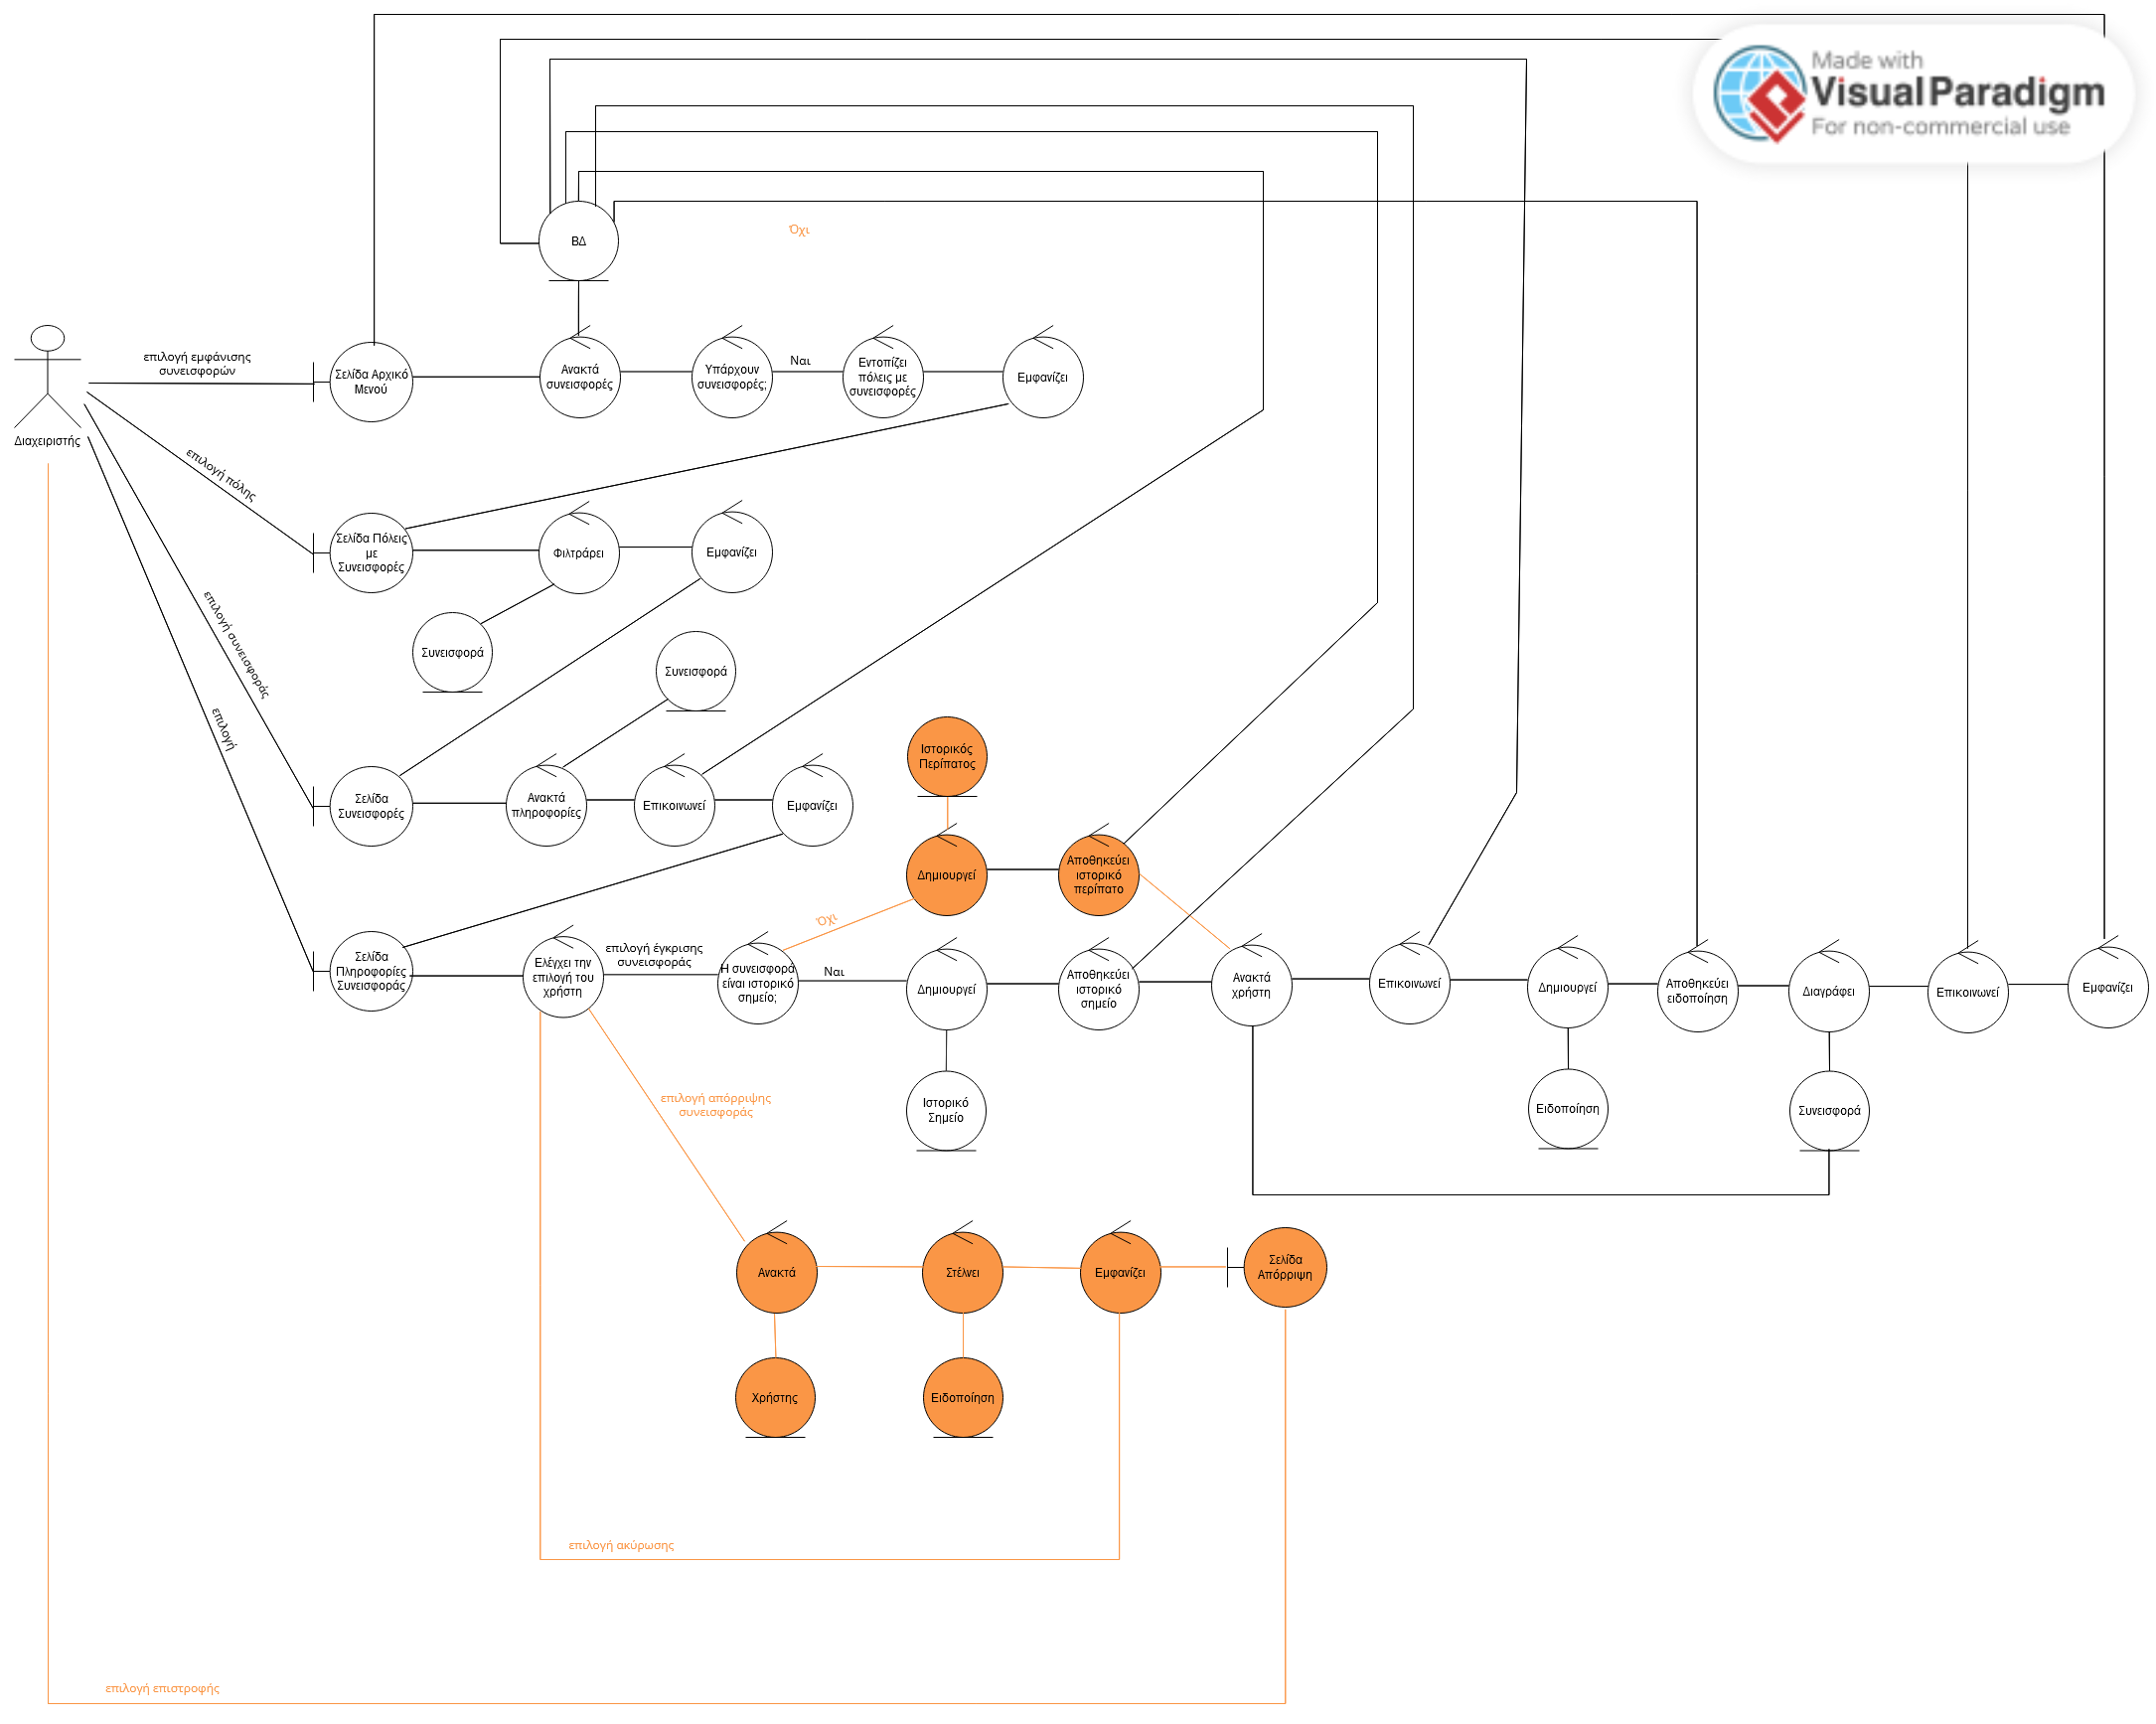 Made with
Visual Paradigm
For non-commercial use
Όχι
ΒΔ
Διαχειριστής
επιλογή εμφάνισης
συνεισφορών
Σελίδα Αρχικό
Μενού
Ανακτά
συνεισφορές
Υπάρχουν
συνεισφορές;
Ναι
Εντοπίζει
πόλεις με
συνεισφορές
Εμφανίζει
επιλογή πόλης
Σελίδα Πόλεις
με
Συνεισφορές
Φιλτράρει
Εμφανίζει
Συνεισφορά
Συνεισφορά
επιλογή συνεισφοράς
επιλογή
Σελίδα
Συνεισφορές
Ανακτά
πληροφορίες
Επικοινωνεί
Εμφανίζει
Ιστορικός
Περίπατος
Δημιουργεί
Αποθηκεύει
ιστορικό
περίπατο
Όχι
Σελίδα
Πληροφορίες
Συνεισφοράς
Ελέγχει την
επιλογή του
χρήστη
επιλογή έγκρισης
συνεισφοράς
Η συνεισφορά
είναι ιστορικό
σημείο;
Ναι
Δημιουργεί
Αποθηκεύει
ιστορικό
σημείο
Ανακτά
χρήστη
Επικοινωνεί
Δημιουργεί
Αποθηκεύει
ειδοποίηση
Διαγράφει
Επικοινωνεί
Εμφανίζει
Ιστορικό
Σημείο
Ειδοποίηση
Συνεισφορά
επιλογή απόρριψης
συνεισφοράς
Ανακτά
Στέλνει
Εμφανίζει
Σελίδα
Απόρριψη
Χρήστης
Ειδοποίηση
επιλογή ακύρωσης
επιλογή επιστροφής